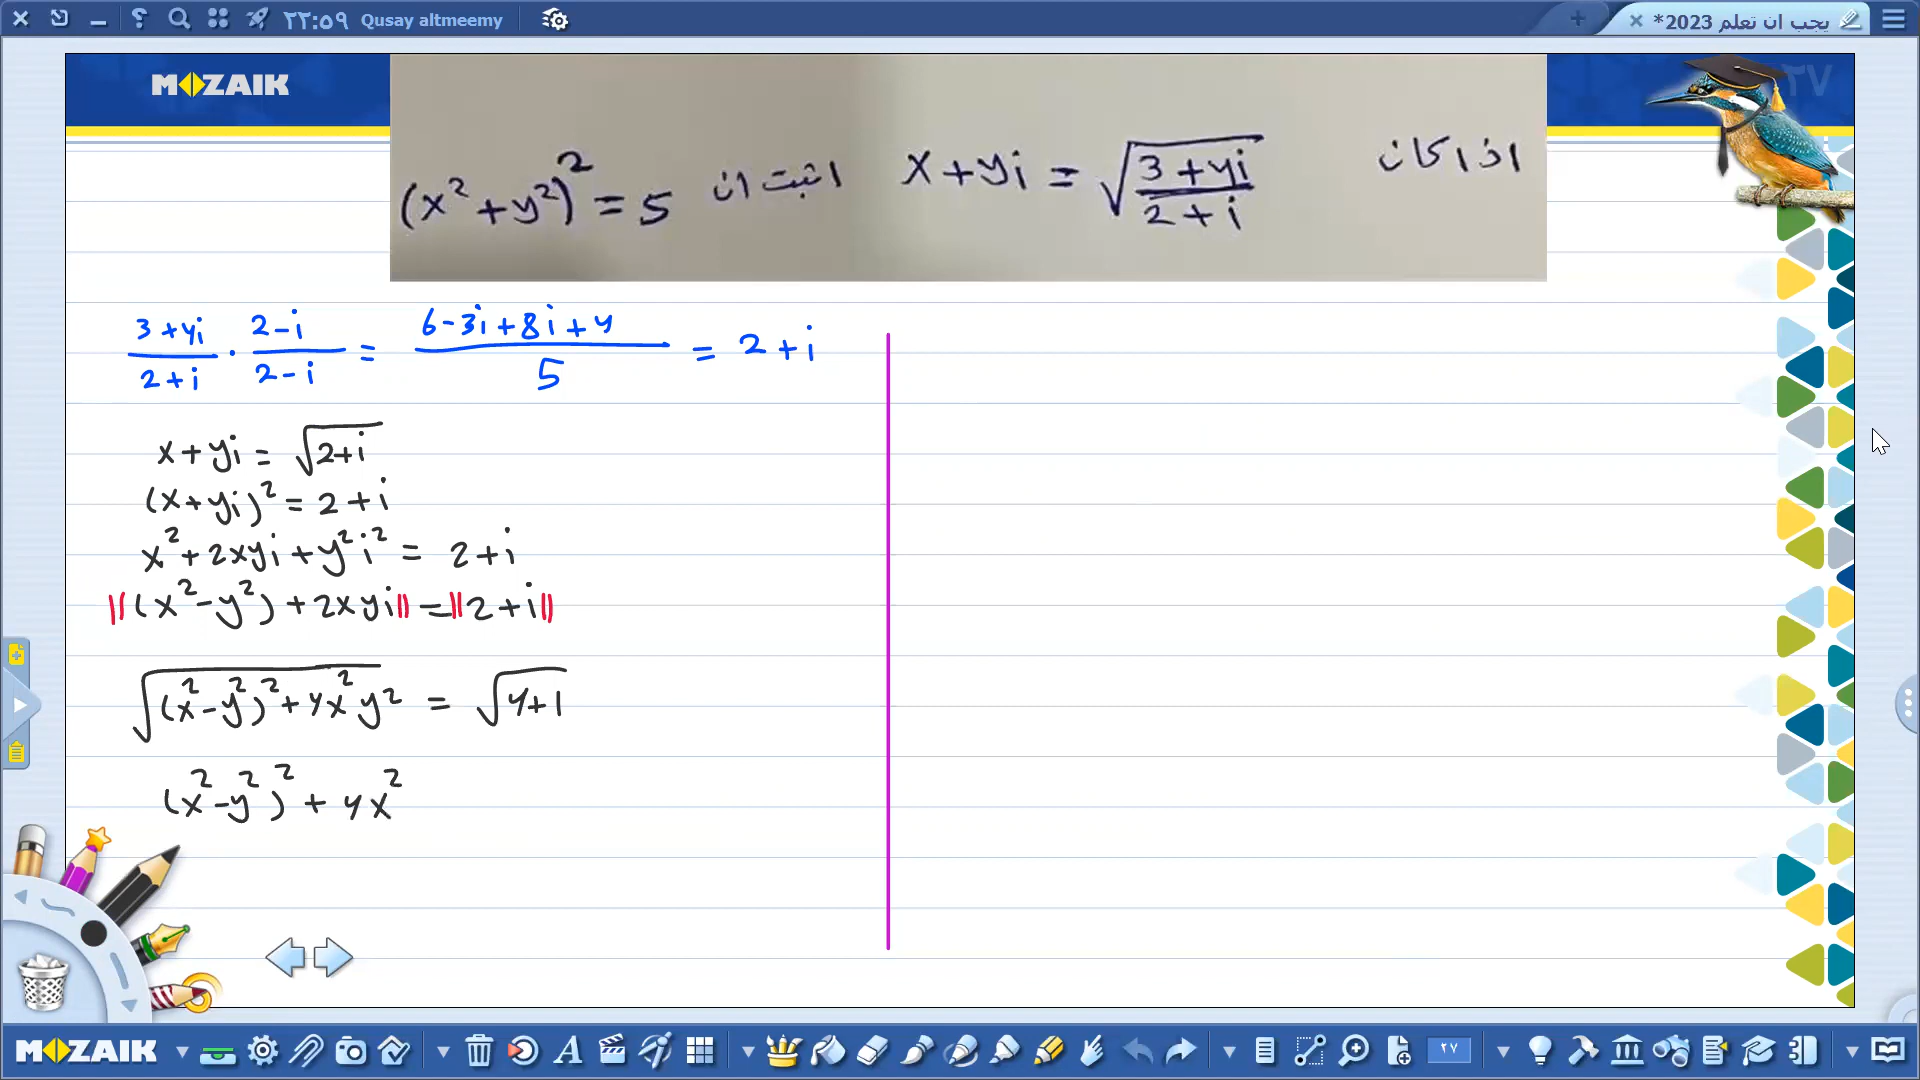 ٢٣:٥٩ Qusay altmeemy
يجب ان تعلم 2023*
MOZAIK
٢٧
اذا كان x+yi = √((3+4i)/(2+i)) اثبت ان (x²+y²)² = 5
(3+4i)/(2+i) · (2-i)/(2-i) = (6-3i+8i+4)/5 = 2+i
x+yi = √(2+i)
(x+yi)² = 2+i
x²+2xyi+y²i² = 2+i
||(x²-y²)+2xyi|| = ||2+i||
√((x²-y²)²+4x²y²) = √(4+1)
(x²-y²)²+4x²
MOZAIK
٢٧